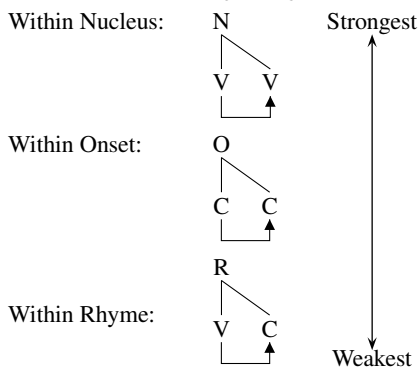 Within Nucleus: N Strongest
V V
Within Onset: O
C C
R
Within Rhyme: V C
Weakest